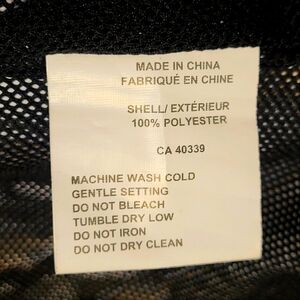 MADE IN CHINA
FABRIQUÉ EN CHINE
SHELL/ EXTÉRIEUR
100% POLYESTER
CA 40339
MACHINE WASH COLD
GENTLE SETTING
DO NOT BLEACH
TUMBLE DRY LOW
DO NOT IRON
DO NOT DRY CLEAN